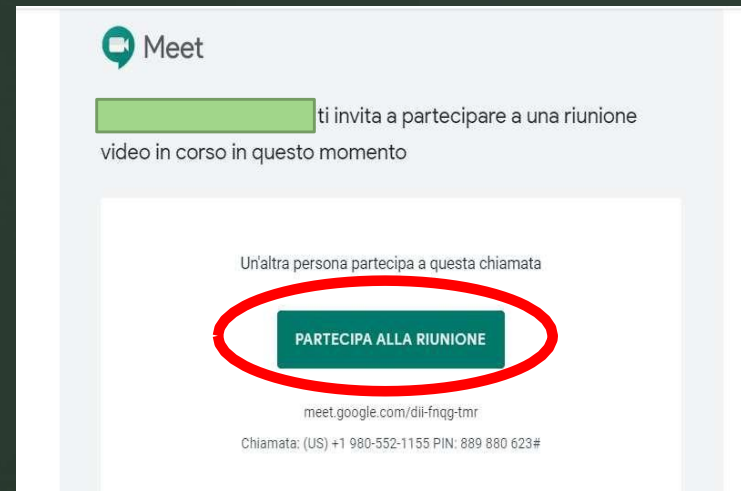 Meet
ti invita a partecipare a una riunione
video in corso in questo momento
Un'altra persona partecipa a questa chiamata
PARTECIPA ALLA RIUNIONE
meet.google.com/dii-fnqg-tmr
Chiamata: (US) +1 980-552-1155 PIN: 889 880 623#